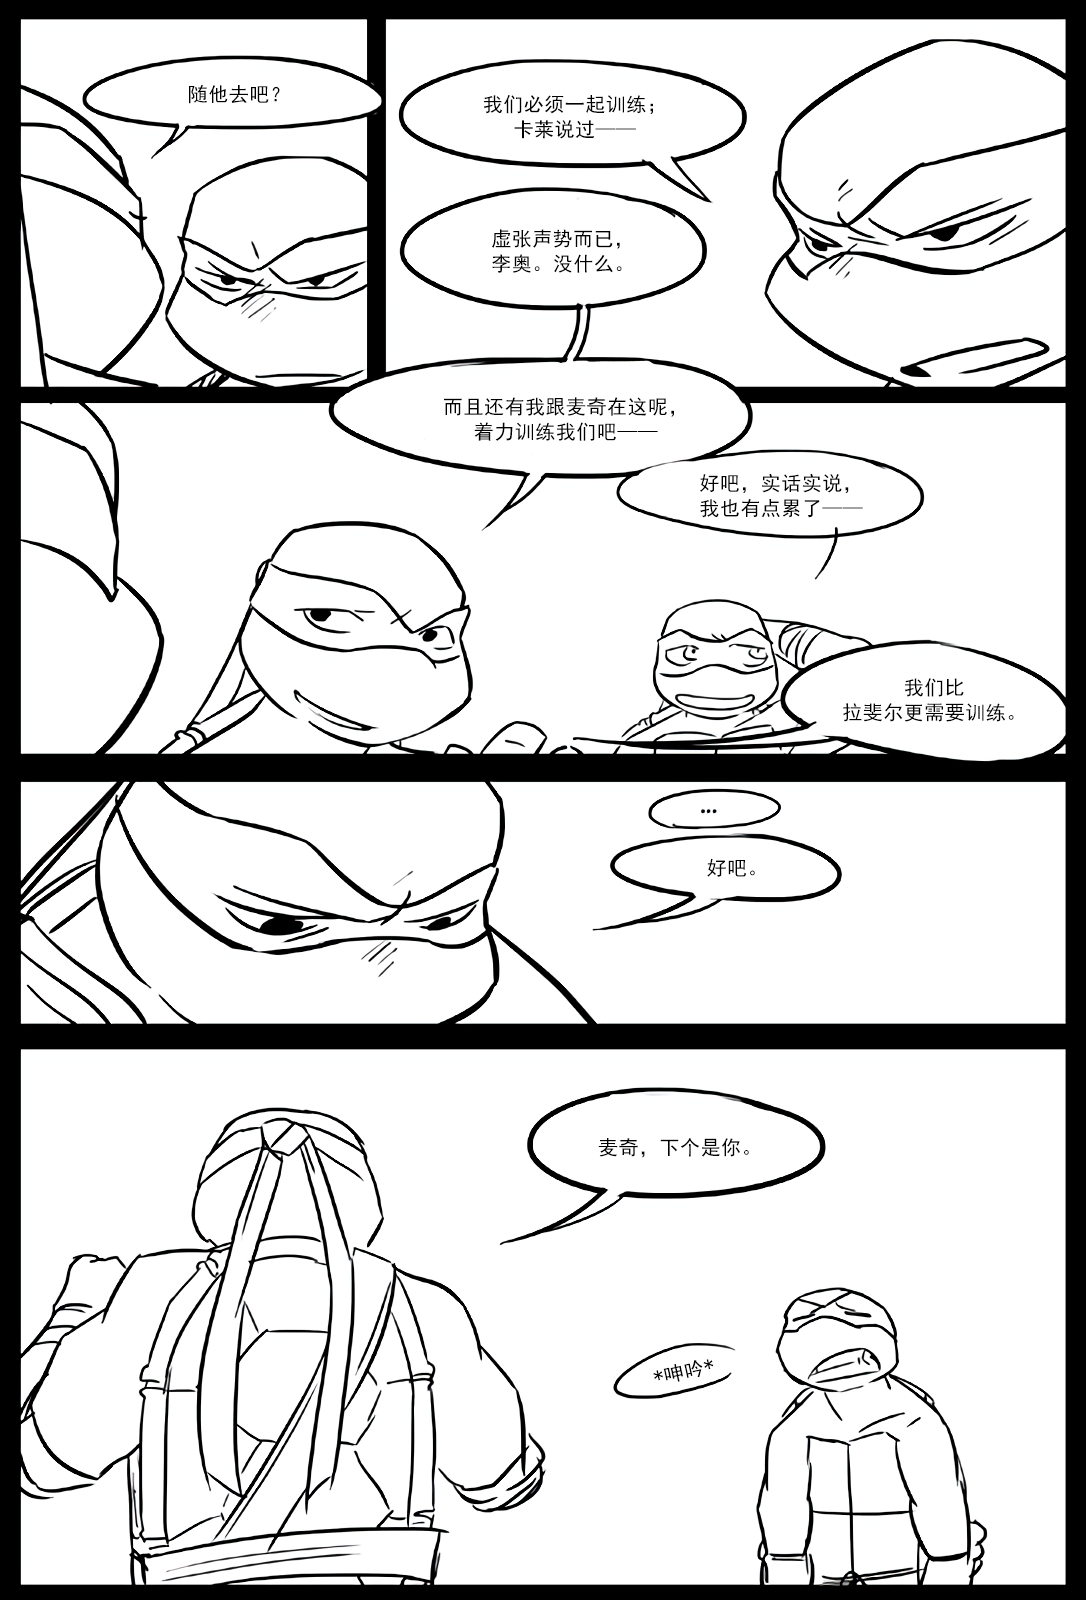 随他去吧？
我们必须一起训练；
卡莱说过——
虚张声势而已，
李奥。没什么。
而且还有我跟麦奇在这呢，
着力训练我们吧——
好吧，实话实说，
我也有点累了——
我们比
拉斐尔更需要训练。
…
好吧。
麦奇，下个是你。
*呻吟*